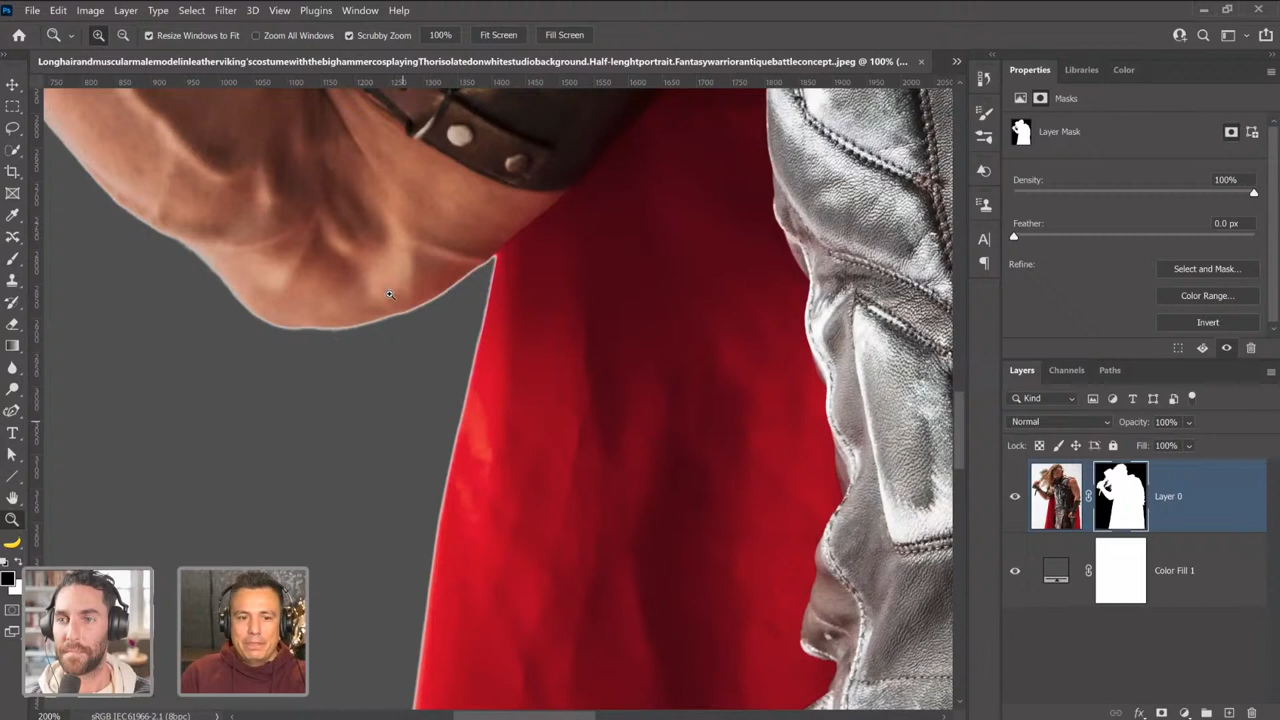 File Edit Image Layer Type Select Filter 3D View Plugins Window Help
Resize Windows to Fit Zoom All Windows Scrubby Zoom 100% Fit Screen Fill Screen
Longhairandmuscularmalemodelinleatherviking'scostumewiththebighammercosplayingThorisolatedonwhitestudiobackground.Half-lenghtportrait.Fantasywarriorantiquebattleconcept..jpeg @ 100% (... ×
750 800 850 900 950 1000 1050 1100 1150 1200 1250 1300 1350 1400 1450 1500 1550 1600 1650 1700 1750 1800 1850 1900 1950 2000
Properties Libraries Color
Masks
Layer Mask
Density: 100%
Feather: 0.0 px
Refine: Select and Mask...
Color Range...
Invert
Layers Channels Paths
Kind
Normal Opacity: 100%
Lock: Fill: 100%
Layer 0
Color Fill 1
200% sRGB IEC61966-2.1 (8bpc)